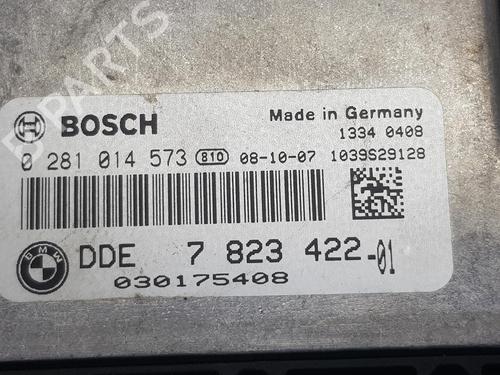 B-PARTS
BOSCH
Made in Germany
1334 0408
0 281 014 573 810 08-10-07 1039S29128
BMW
DDE 7 823 422-01
030175408